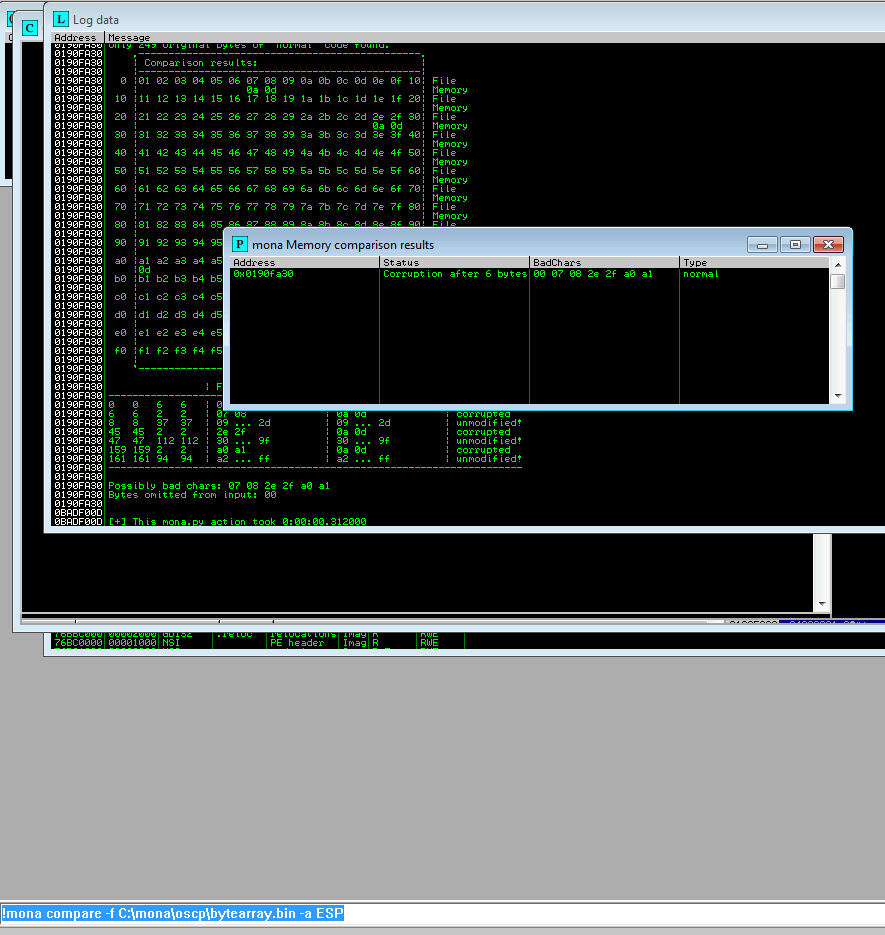 L Log data
C
Address Message
0190FA30 Only 249 original bytes of 'normal' code found.
0190FA30
0190FA30 Comparison results:
0190FA30
0190FA30 0 01 02 03 04 05 06 07 08 09 0a 0b 0c 0d 0e 0f 10 File
0190FA30 0a 0d Memory
0190FA30 10 11 12 13 14 15 16 17 18 19 1a 1b 1c 1d 1e 1f 20 File
0190FA30 Memory
0190FA30 20 21 22 23 24 25 26 27 28 29 2a 2b 2c 2d 2e 2f 30 File
0190FA30 0a 0d Memory
0190FA30 30 31 32 33 34 35 36 37 38 39 3a 3b 3c 3d 3e 3f 40 File
0190FA30 Memory
0190FA30 40 41 42 43 44 45 46 47 48 49 4a 4b 4c 4d 4e 4f 50 File
0190FA30 Memory
0190FA30 50 51 52 53 54 55 56 57 58 59 5a 5b 5c 5d 5e 5f 60 File
0190FA30 Memory
0190FA30 60 61 62 63 64 65 66 67 68 69 6a 6b 6c 6d 6e 6f 70 File
0190FA30 Memory
0190FA30 70 71 72 73 74 75 76 77 78 79 7a 7b 7c 7d 7e 7f 80 File
0190FA30 Memory
0190FA30 80 81 82 83 84 85 86 87 88 89 8a 8b 8c 8d 8e 8f 90 File
0190FA30
0190FA30 90 91 92 93 94 95
0190FA30
0190FA30 a0 a1 a2 a3 a4 a5
0190FA30 0d
0190FA30 b0 b1 b2 b3 b4 b5
0190FA30
0190FA30 c0 c1 c2 c3 c4 c5
0190FA30
0190FA30 d0 d1 d2 d3 d4 d5
0190FA30
0190FA30 e0 e1 e2 e3 e4 e5
0190FA30
0190FA30 f0 f1 f2 f3 f4 f5
0190FA30
0190FA30
0190FA30
0190FA30 | F
0190FA30
P mona Memory comparison results
Address Status BadChars Type
0x0190fa30 Corruption after 6 bytes 00 07 08 2e 2f a0 a1 normal
0190FA30 0 0 6 6
0190FA30 6 6 2 2 | 07 08 | 0a 0d | corrupted
0190FA30 8 8 37 37 | 09 ... 2d | 09 ... 2d | unmodified!
0190FA30 45 45 2 2 | 2e 2f | 0a 0d | corrupted
0190FA30 47 47 112 112 | 30 ... 9f | 30 ... 9f | unmodified!
0190FA30 159 159 2 2 | a0 a1 | 0a 0d | corrupted
0190FA30 161 161 94 94 | a2 ... ff | a2 ... ff | unmodified!
0190FA30
0190FA30
0190FA30 Possibly bad chars: 07 08 2e 2f a0 a1
0190FA30 Bytes omitted from input: 00
0190FA30
0BADF00D
0BADF00D [+] This mona.py action took 0:00:00.312000
76BBC000 00002000 GDI32 .reloc relocations Imag R RWE
76BC0000 00001000 NSI PE header Imag R RWE
!mona compare -f C:\mona\oscp\bytearray.bin -a ESP